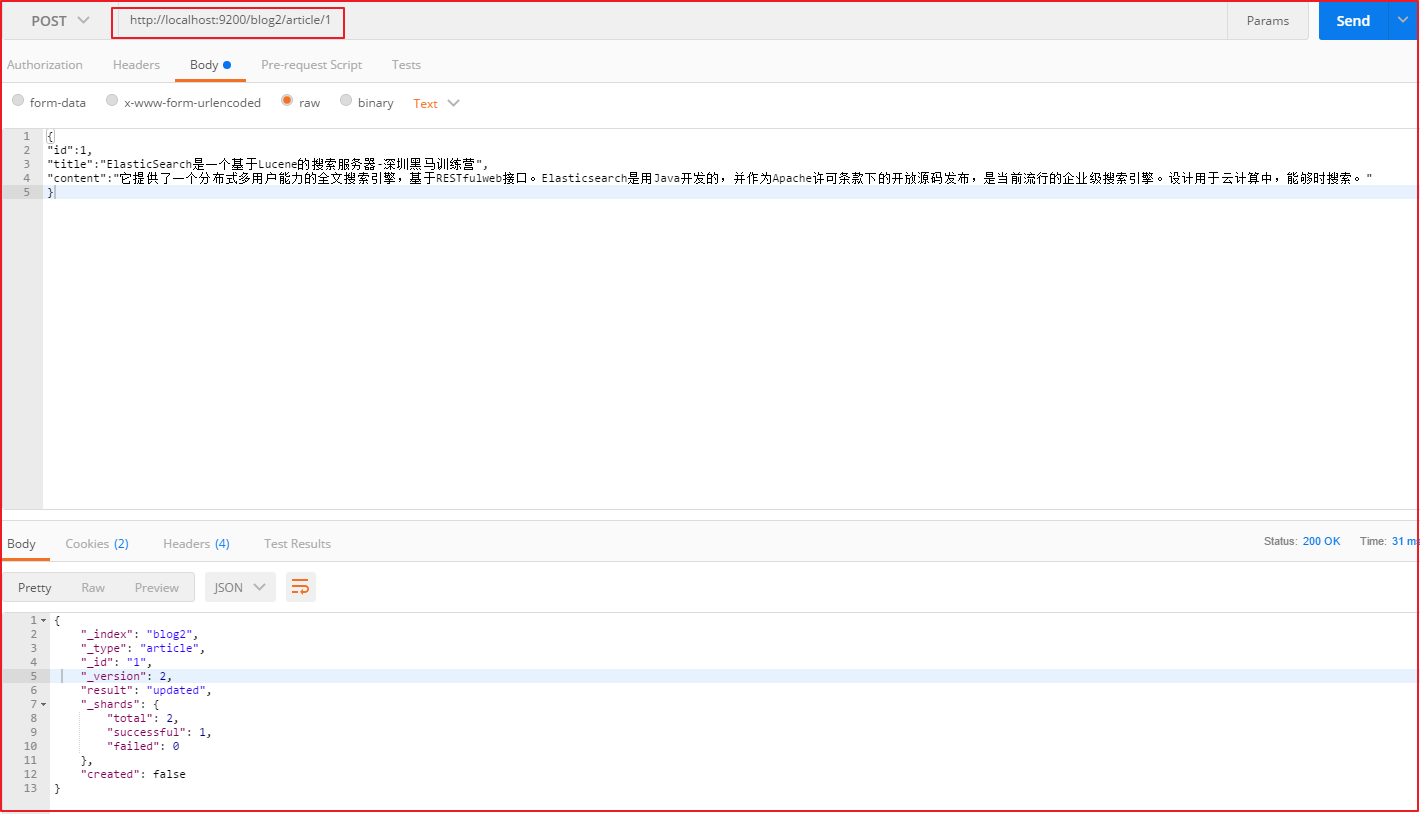 POST http://localhost:9200/blog2/article/1 Params Send
Authorization Headers Body Pre-request Script Tests
form-data x-www-form-urlencoded raw binary Text
1 {
2 "id":1,
3 "title":"ElasticSearch是一个基于Lucene的搜索服务器-深圳黑马训练营",
4 "content":"它提供了一个分布式多用户能力的全文搜索引擎，基于RESTfulweb接口。Elasticsearch是用Java开发的，并作为Apache许可条款下的开放源码发布，是当前流行的企业级搜索引擎。设计用于云计算中，能够时搜索。"
5 }
Body Cookies (2) Headers (4) Test Results Status: 200 OK Time: 31 ms
Pretty Raw Preview JSON
1 {
2 "_index": "blog2",
3 "_type": "article",
4 "_id": "1",
5 "_version": 2,
6 "result": "updated",
7 "_shards": {
8 "total": 2,
9 "successful": 1,
10 "failed": 0
11 },
12 "created": false
13 }